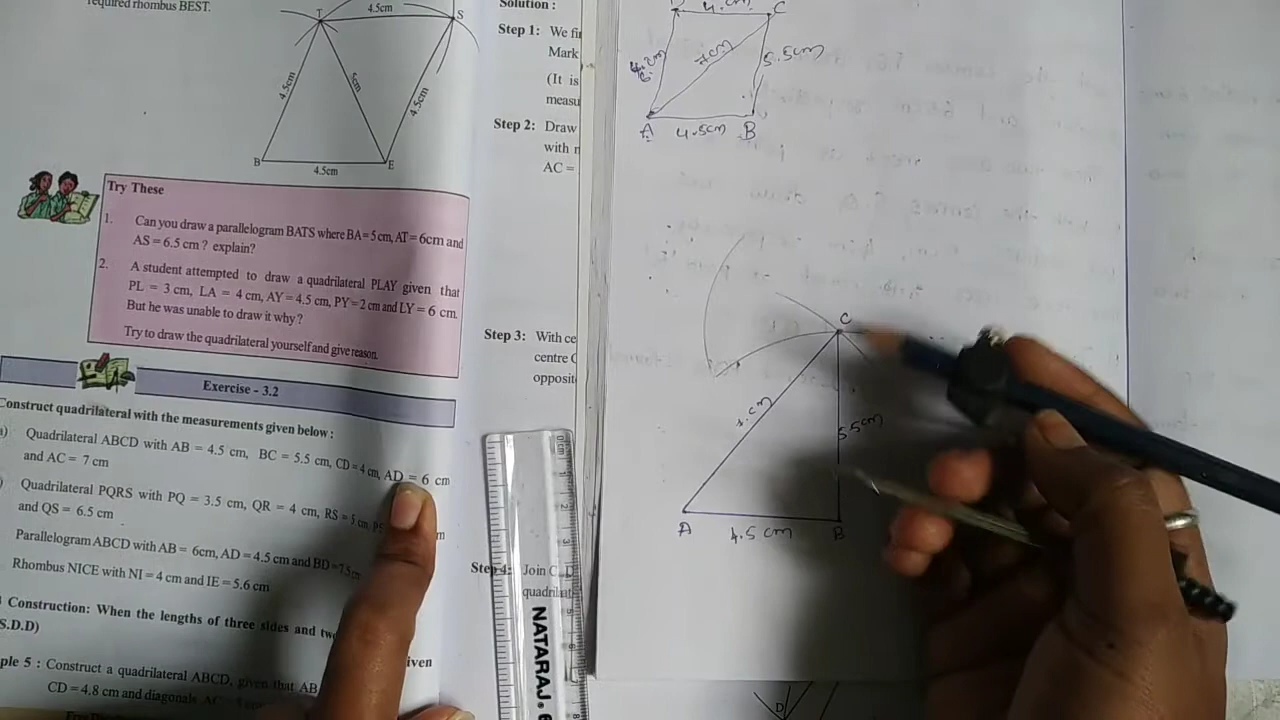 required rhombus BEST.
T
4.5cm
S
4.5cm
5cm
4.5cm
B
4.5cm
E
Try These
1. Can you draw a parallelogram BATS where BA = 5 cm, AT = 6cm and
AS = 6.5 cm ? explain?
2. A student attempted to draw a quadrilateral PLAY given that
PL = 3 cm, LA = 4 cm, AY = 4.5 cm, PY = 2 cm and LY = 6 cm.
But he was unable to draw it why?
Try to draw the quadrilateral yourself and give reason.
Exercise - 3.2
Construct quadrilateral with the measurements given below :
Quadrilateral ABCD with AB = 4.5 cm, BC = 5.5 cm, CD = 4 cm, AD = 6 cm
and AC = 7 cm
Quadrilateral PQRS with PQ = 3.5 cm, QR = 4 cm, RS = 5 cm,
and QS = 6.5 cm
Parallelogram ABCD with AB = 6cm, AD = 4.5 cm and BD = 7.5 cm
Rhombus NICE with NI = 4 cm and IE = 5.6 cm
Construction: When the lengths of three sides and
S.D.D)
5 : Construct a quadrilateral ABCD, given that AB
CD = 4.8 cm and diagonals AC
Solution :
Step 1: We
Mark
(It is
Step 2: Draw
with
AC =
Step 3: With
centre
Step 4: Join
NATARAJ
C
7cm
5.5cm
A
4.5cm
B
C
5.5cm
A
4.5 cm
B
D